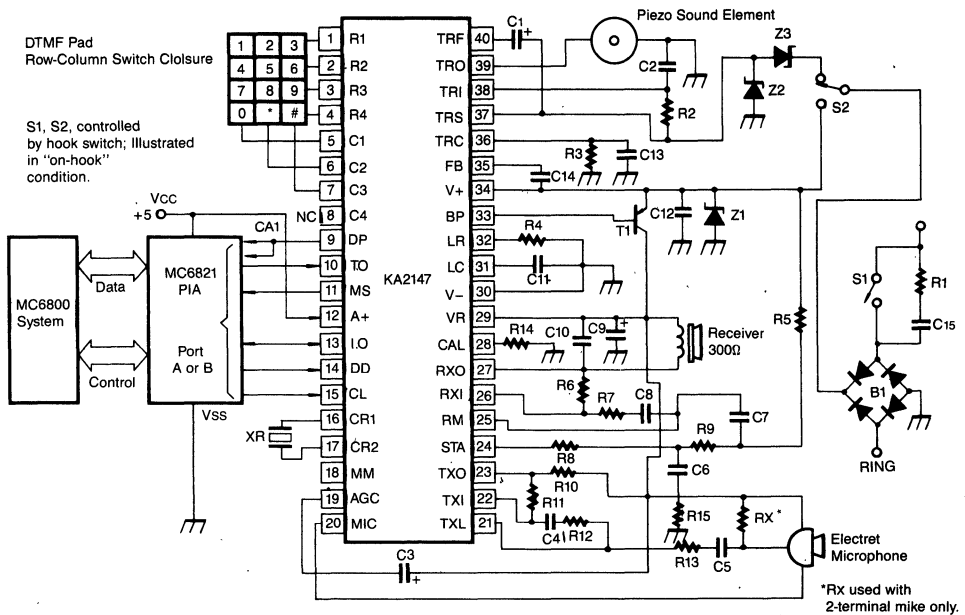 DTMF Pad
Row-Column Switch Clolsure
S1, S2, controlled
by hook switch; Illustrated
in "on-hook"
condition.
1 2 3
4 5 6
7 8 9
0 * #
VCC
+5
CA1
NC
MC6800
System
Data
Control
MC6821
PIA
Port
A or B
VSS
XR
KA2147
1 R1
2 R2
3 R3
4 R4
5 C1
6 C2
7 C3
8 C4
9 DP
10 TO
11 MS
12 A+
13 I.O
14 DD
15 CL
16 CR1
17 CR2
18 MM
19 AGC
20 MIC
TRF 40
TRO 39
TRI 38
TRS 37
TRC 36
FB 35
V+ 34
BP 33
LR 32
LC 31
V− 30
VR 29
CAL 28
RXO 27
RXI 26
RM 25
STA 24
TXO 23
TXI 22
TXL 21
C1
Piezo Sound Element
C2
R2
Z3
Z2
S2
R3
C13
C14
T1
C12
Z1
R4
C11
R14
C10
C9
+
Receiver
300Ω
R5
S1
R1
C15
B1
RING
R6
R7
C8
C7
R8
R9
C6
R10
R11
C4
R12
R15
RX*
R13
C5
Electret
Microphone
C3
+
*Rx used with
2-terminal mike only.